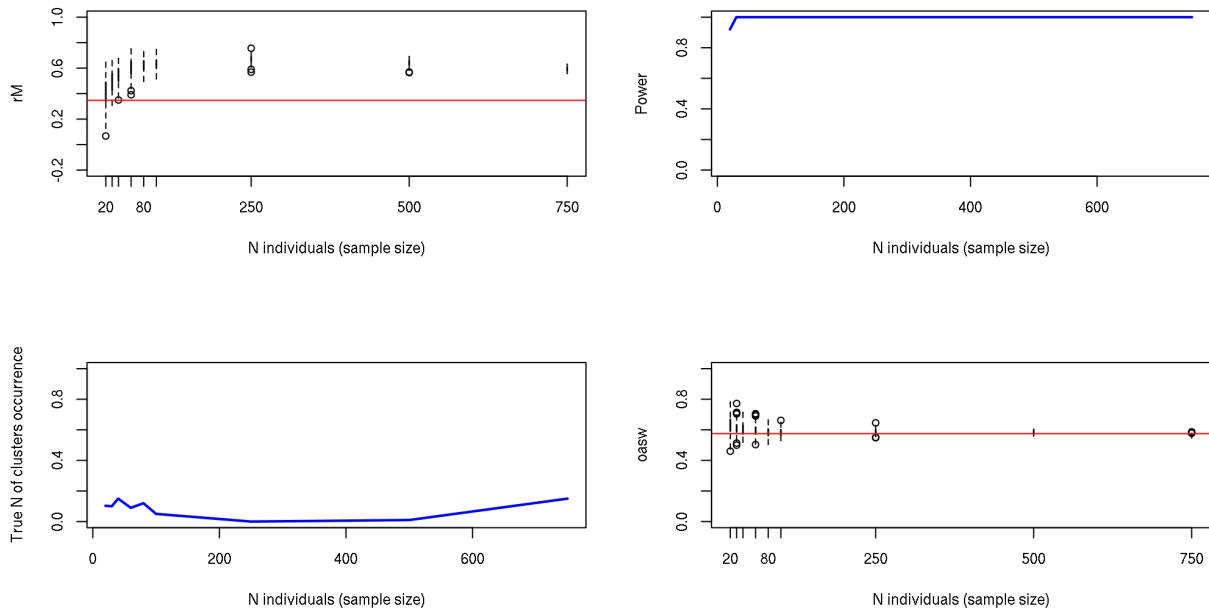 rM
1.0
0.6
0.2
-0.2
20 80 250 500 750
N individuals (sample size)
Power
0.8
0.4
0.0
0 200 400 600
N individuals (sample size)
True N of clusters occurrence
0.8
0.4
0.0
0 200 400 600
N individuals (sample size)
oasw
0.8
0.4
0.0
20 80 250 500 750
N individuals (sample size)